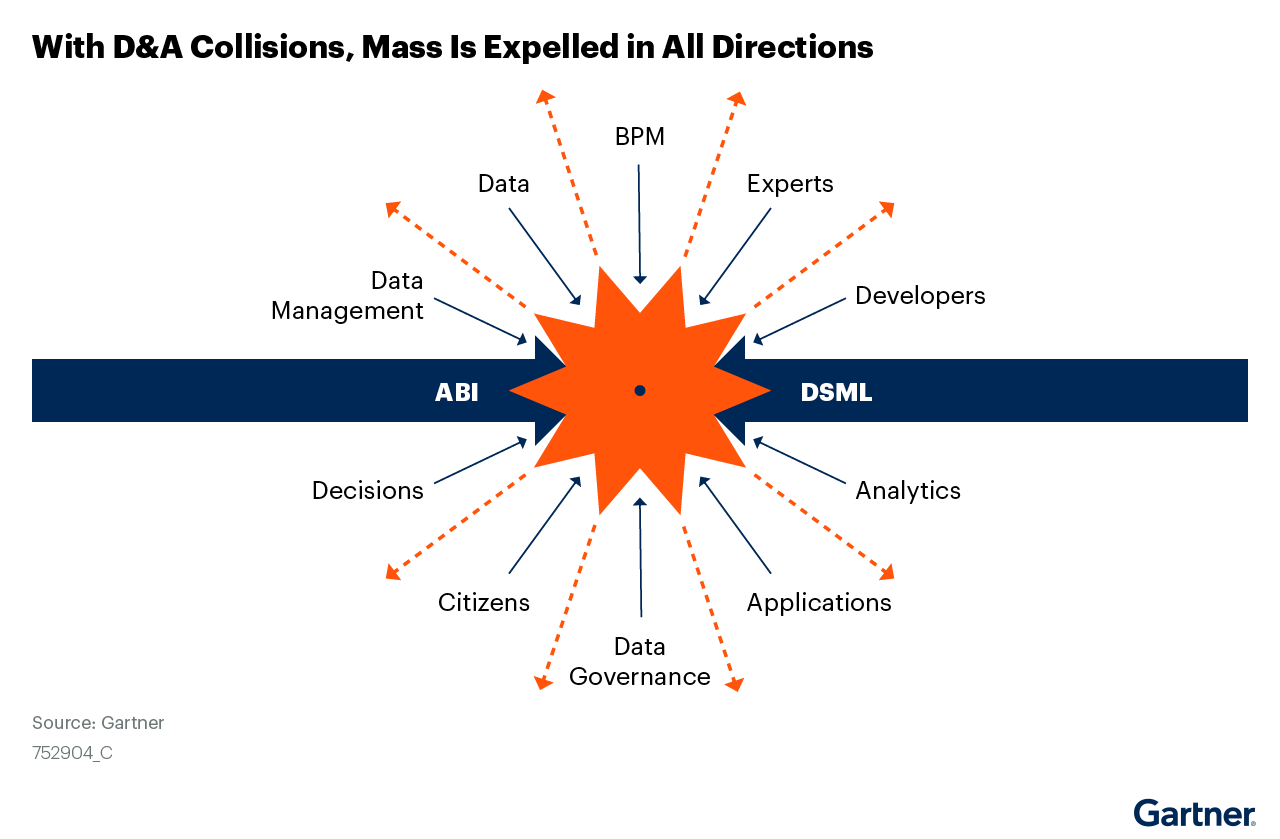 With D&A Collisions, Mass Is Expelled in All Directions
BPM
Data
Experts
Data
Management
Developers
ABI
DSML
Decisions
Analytics
Citizens
Applications
Data
Governance
Source: Gartner
752904_C
Gartner®